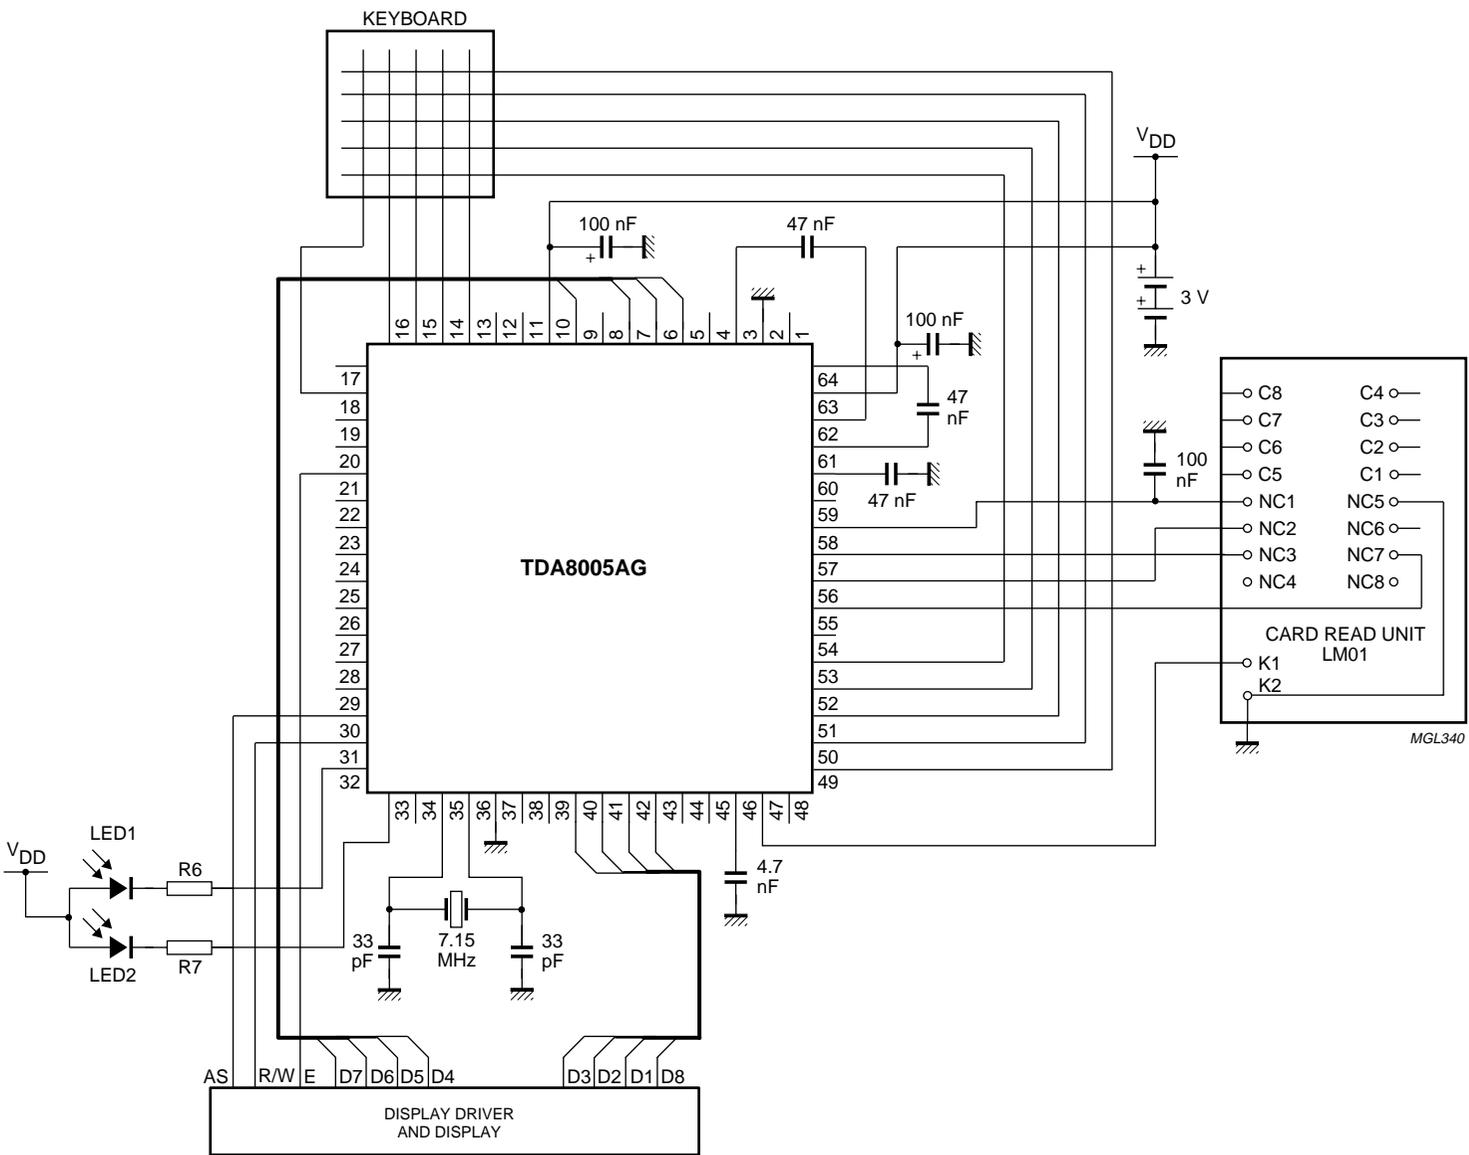 KEYBOARD
VDD
100 nF
+
47 nF
+
+
3 V
16 15 14 13 12 11 10 9 8 7 6 5 4 3 2 1
100 nF
+
17
18
19
20
21
22
23
24
25
26
27
28
29
30
31
32
TDA8005AG
64
63
62
61
60
59
58
57
56
55
54
53
52
51
50
49
47
nF
47 nF
100
nF
C8 C4
C7 C3
C6 C2
C5 C1
NC1 NC5
NC2 NC6
NC3 NC7
NC4 NC8
CARD READ UNIT
LM01
K1
K2
MGL340
33 34 35 36 37 38 39 40 41 42 43 44 45 46 47 48
VDD
LED1
R6
LED2
R7
33
pF
7.15
MHz
33
pF
4.7
nF
AS R/W E D7 D6 D5 D4 D3 D2 D1 D8
DISPLAY DRIVER
AND DISPLAY